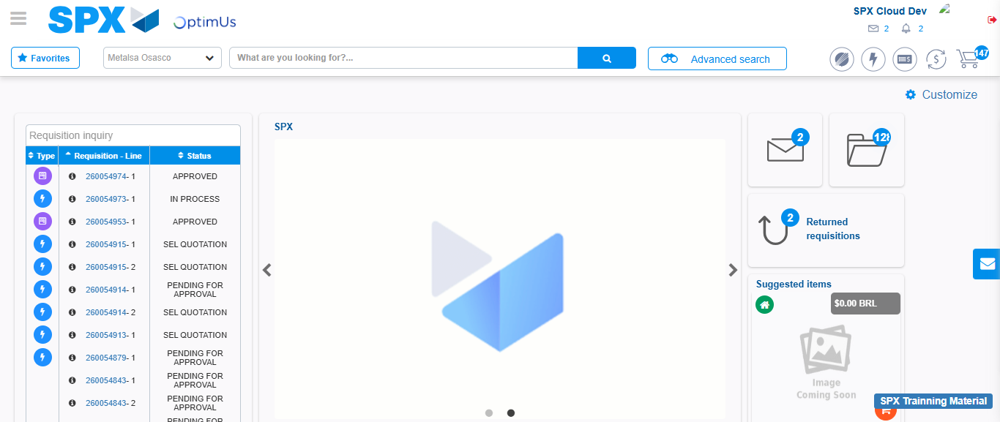 SPX OptimUs
SPX Cloud Dev
2 2
Favorites
Metalsa Osasco
What are you looking for?...
Advanced search
147
Customize
Requisition inquiry
Type Requisition - Line Status
260054974- 1 APPROVED
260054973- 1 IN PROCESS
260054953- 1 APPROVED
260054915- 1 SEL QUOTATION
260054915- 2 SEL QUOTATION
260054914- 1 PENDING FOR
APPROVAL
260054914- 2 SEL QUOTATION
260054913- 1 SEL QUOTATION
260054879- 1 PENDING FOR
APPROVAL
260054843- 1 PENDING FOR
APPROVAL
260054843- 2 PENDING FOR
APPROVAL
PENDING FOR
SPX
2
2
Returned
requisitions
Suggested items
$0.00 BRL
Image
Coming Soon
SPX Trainning Material